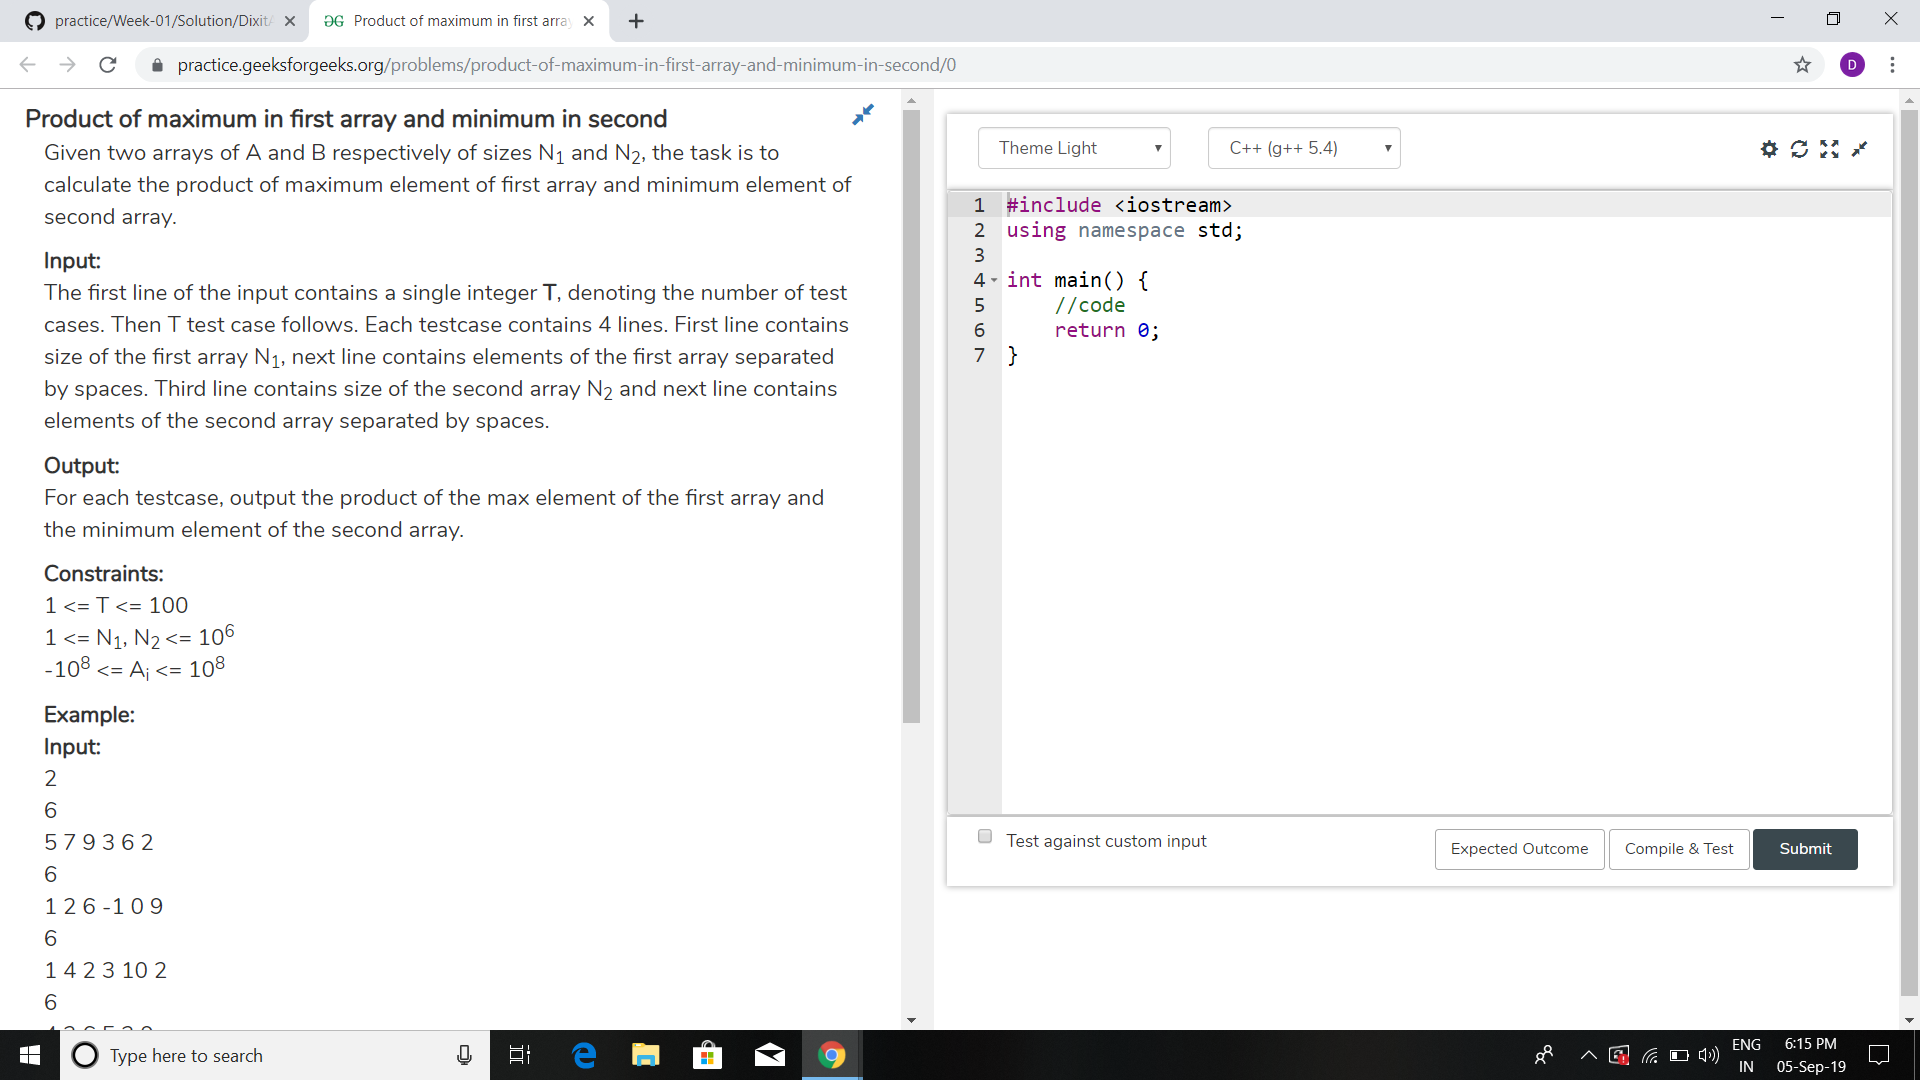 practice/Week-01/Solution/Dixit
Product of maximum in first array
practice.geeksforgeeks.org/problems/product-of-maximum-in-first-array-and-minimum-in-second/0
D
Product of maximum in first array and minimum in second
Given two arrays of A and B respectively of sizes N1 and N2, the task is to
calculate the product of maximum element of first array and minimum element of
second array.
Input:
The first line of the input contains a single integer T, denoting the number of test
cases. Then T test case follows. Each testcase contains 4 lines. First line contains
size of the first array N1, next line contains elements of the first array separated
by spaces. Third line contains size of the second array N2 and next line contains
elements of the second array separated by spaces.
Output:
For each testcase, output the product of the max element of the first array and
the minimum element of the second array.
Constraints:
1 <= T <= 100
1 <= N1, N2 <= 10^6
-10^8 <= Ai <= 10^8
Example:
Input:
2
6
5 7 9 3 6 2
6
1 2 6 -1 0 9
6
1 4 2 3 10 2
6
Theme Light
C++ (g++ 5.4)
1 #include <iostream>
2 using namespace std;
3
4 int main() {
5 //code
6 return 0;
7 }
Test against custom input
Expected Outcome
Compile & Test
Submit
Type here to search
ENG
IN
6:15 PM
05-Sep-19